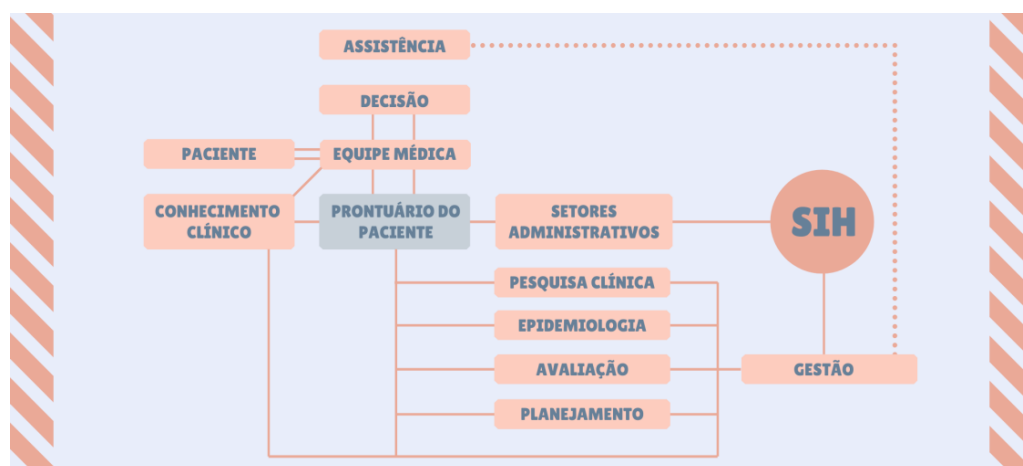 ASSISTÊNCIA
DECISÃO
PACIENTE
EQUIPE MÉDICA
CONHECIMENTO
CLÍNICO
PRONTUÁRIO DO
PACIENTE
SETORES
ADMINISTRATIVOS
SIH
PESQUISA CLÍNICA
EPIDEMIOLOGIA
AVALIAÇÃO
GESTÃO
PLANEJAMENTO